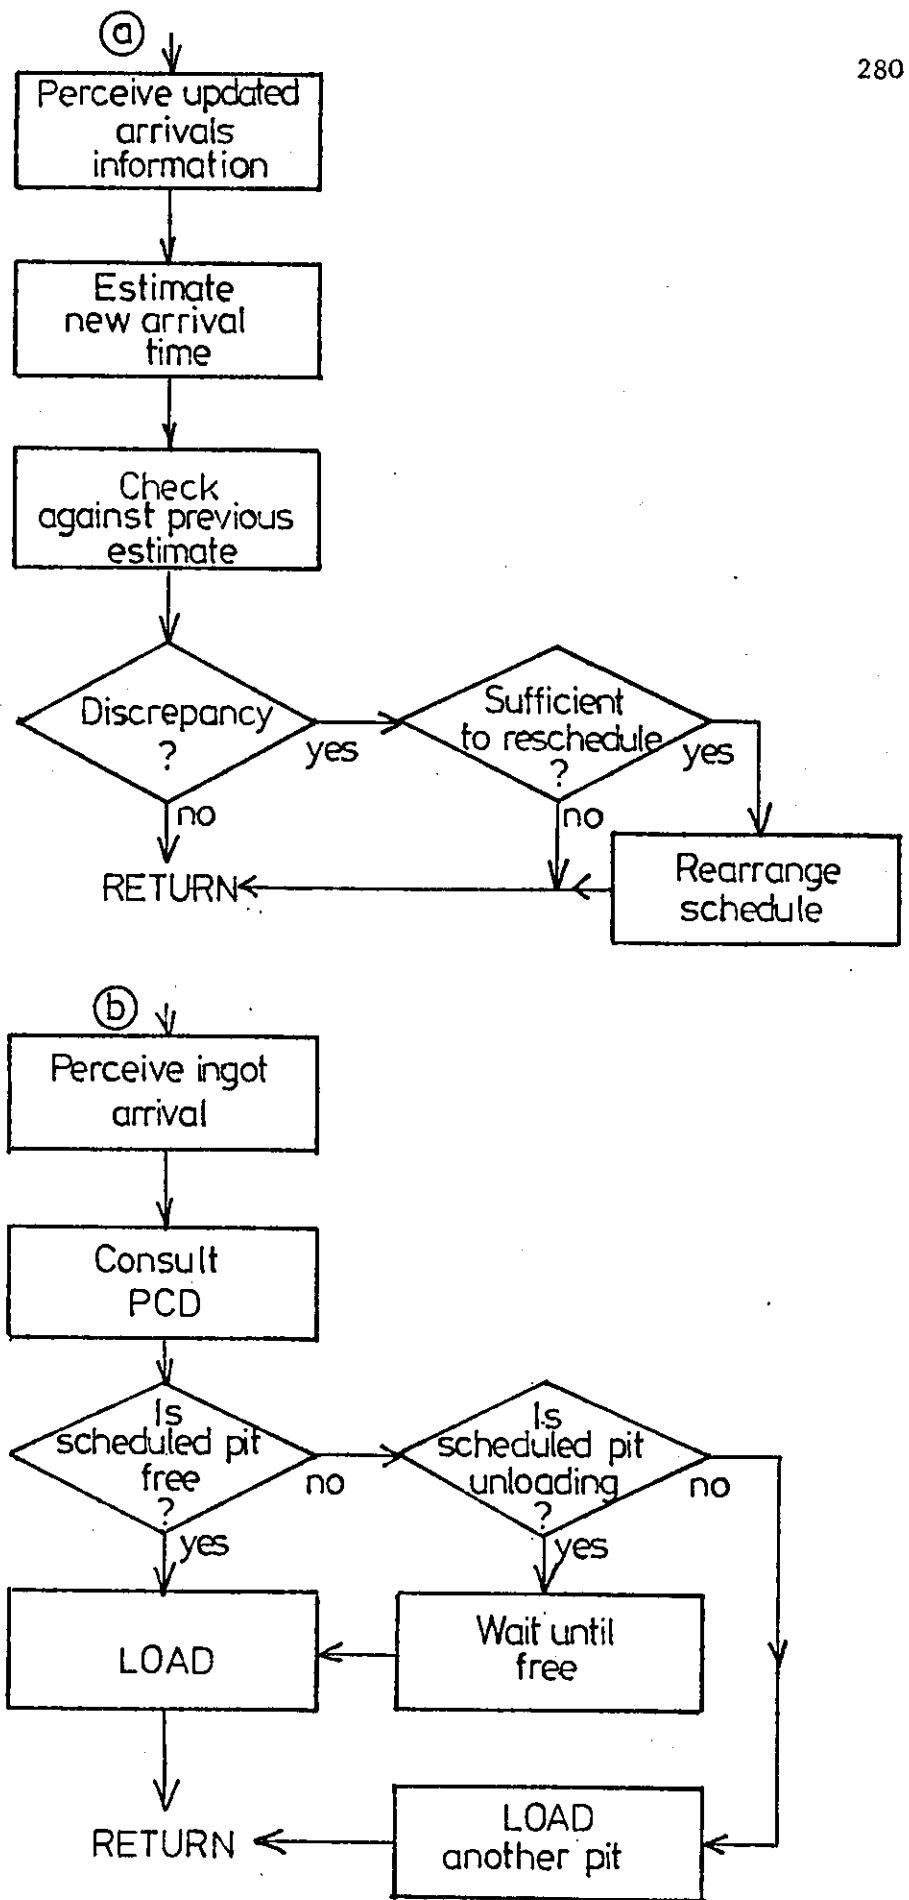 280
a
Perceive updated
arrivals
information
Estimate
new arrival
time
Check
against previous
estimate
Discrepancy
?
yes
no
Sufficient
to reschedule
?
yes
no
Rearrange
schedule
RETURN
b
Perceive ingot
arrival
Consult
PCD
Is
scheduled pit
free
?
no
yes
Is
scheduled pit
unloading
?
no
yes
LOAD
Wait until
free
RETURN
LOAD
another pit